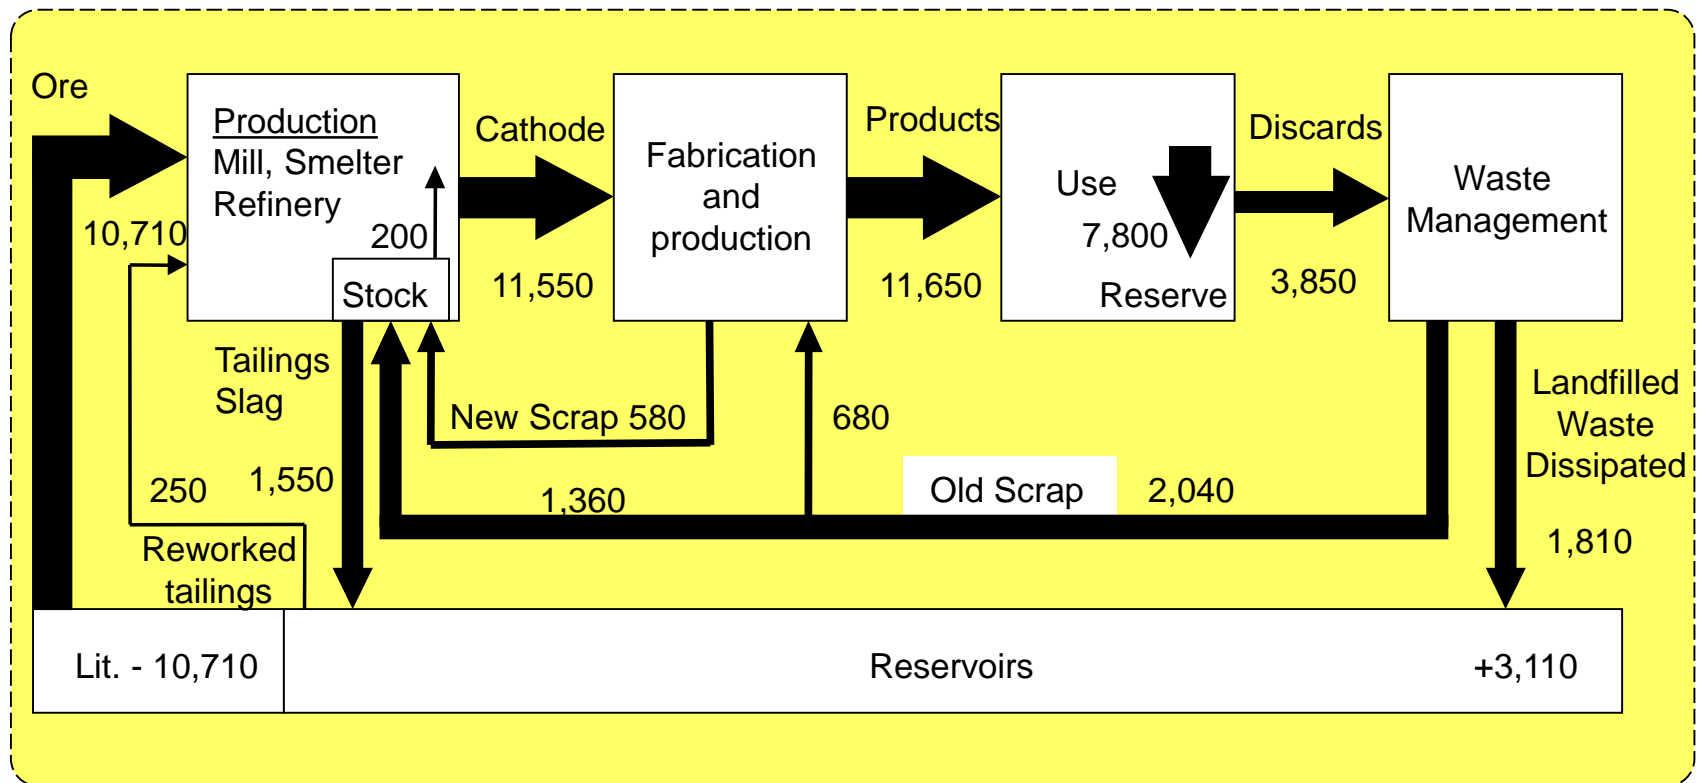 Ore
Production
Mill, Smelter
Refinery
10,710
200
Stock
Cathode
11,550
Fabrication
and
production
Products
11,650
Use
7,800
Reserve
Discards
3,850
Waste
Management
Tailings
Slag
1,550
New Scrap 580
680
250
1,360
Old Scrap
2,040
Landfilled
Waste
Dissipated
1,810
Reworked
tailings
Lit. - 10,710
Reservoirs
+3,110